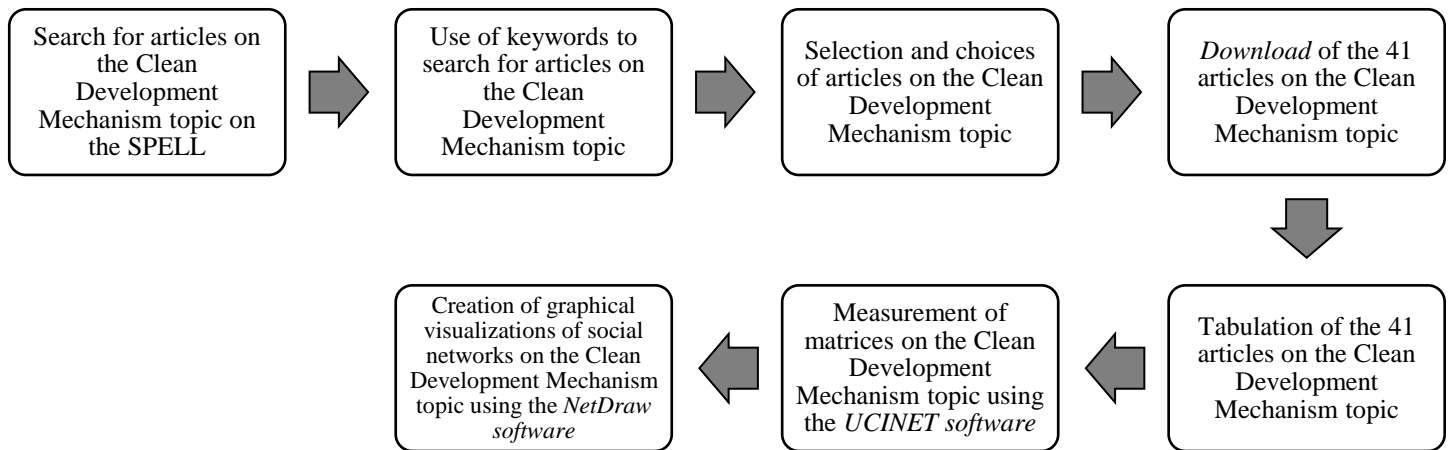 Search for articles on
the Clean
Development
Mechanism topic on
the SPELL
Use of keywords to
search for articles on
the Clean
Development
Mechanism topic
Selection and choices
of articles on the Clean
Development
Mechanism topic
Download of the 41
articles on the Clean
Development
Mechanism topic
Tabulation of the 41
articles on the Clean
Development
Mechanism topic
Measurement of
matrices on the Clean
Development
Mechanism topic using
the UCINET software
Creation of graphical
visualizations of social
networks on the Clean
Development Mechanism
topic using the NetDraw
software